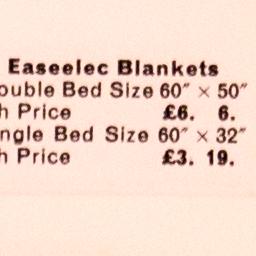 Easeelec Blankets
ouble Bed Size 60″ × 50″
h Price £6. 6.
ngle Bed Size 60″ × 32″
h Price £3. 19.